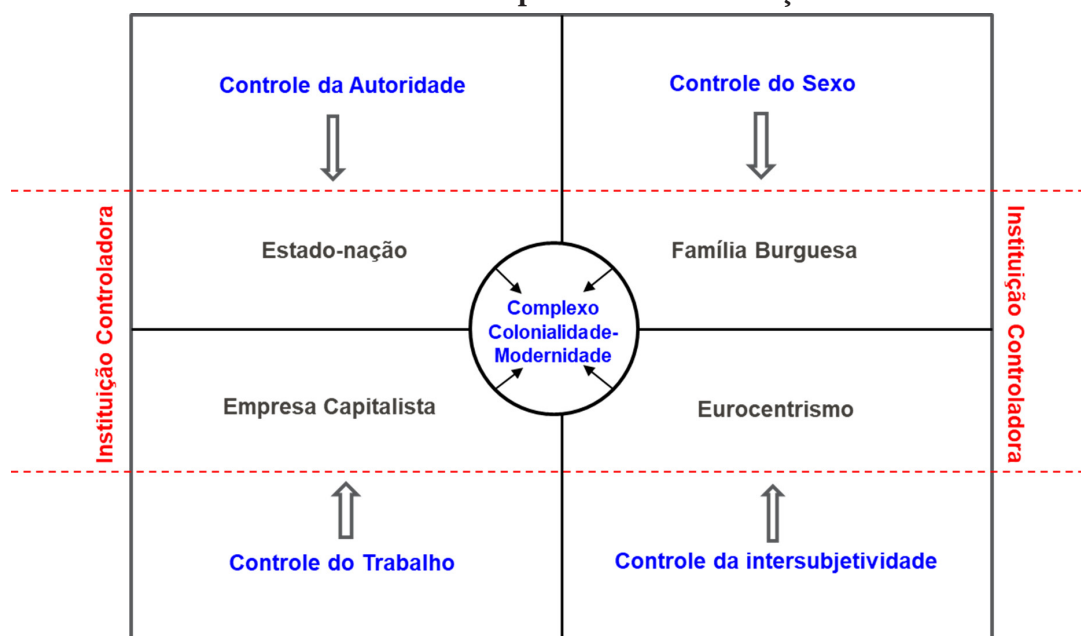 Controle da Autoridade
Controle do Sexo
Instituição Controladora
Estado-nação
Família Burguesa
Instituição Controladora
Complexo
Colonialidade-
Modernidade
Empresa Capitalista
Eurocentrismo
Controle do Trabalho
Controle da intersubjetividade